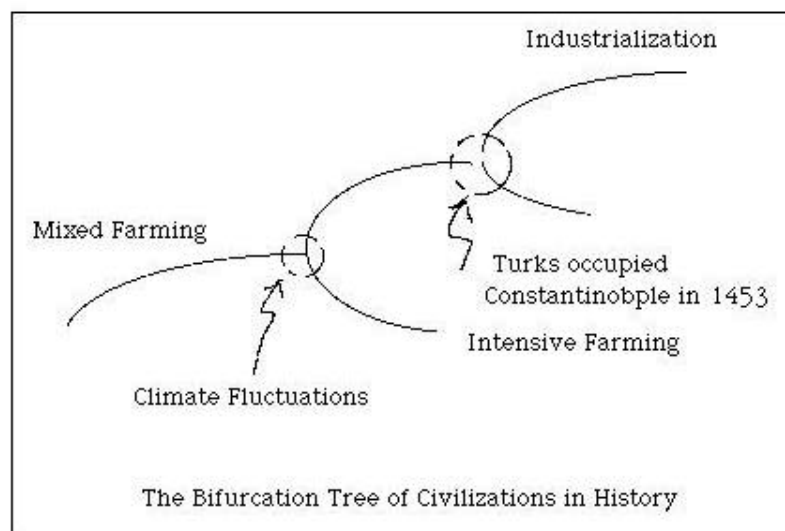 Industrialization
Mixed Farming
Turks occupied
Constantinobple in 1453
Intensive Farming
Climate Fluctuations
The Bifurcation Tree of Civilizations in History